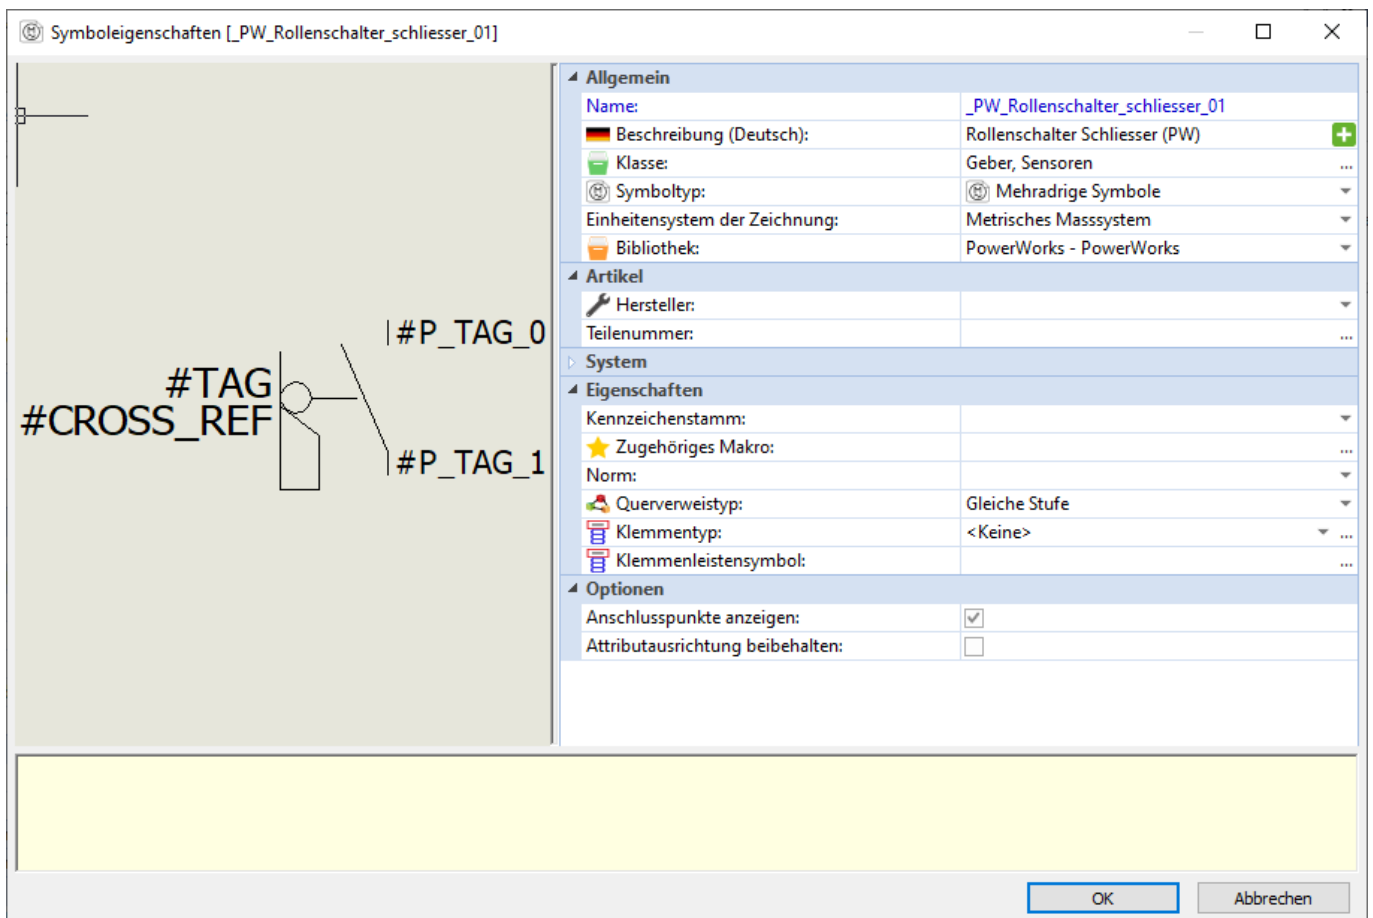 Symboleigenschaften [_PW_Rollenschalter_schliesser_01]
#P_TAG_0
#TAG
#CROSS_REF
#P_TAG_1
Allgemein
Name: _PW_Rollenschalter_schliesser_01
Beschreibung (Deutsch): Rollenschalter Schliesser (PW)
Klasse: Geber, Sensoren ...
Symboltyp: Mehradrige Symbole
Einheitensystem der Zeichnung: Metrisches Masssystem
Bibliothek: PowerWorks - PowerWorks
Artikel
Hersteller:
Teilenummer: ...
System
Eigenschaften
Kennzeichenstamm:
Zugehöriges Makro: ...
Norm:
Querverweistyp: Gleiche Stufe
Klemmentyp: <Keine> ...
Klemmenleistensymbol: ...
Optionen
Anschlusspunkte anzeigen:
Attributausrichtung beibehalten:
OK Abbrechen